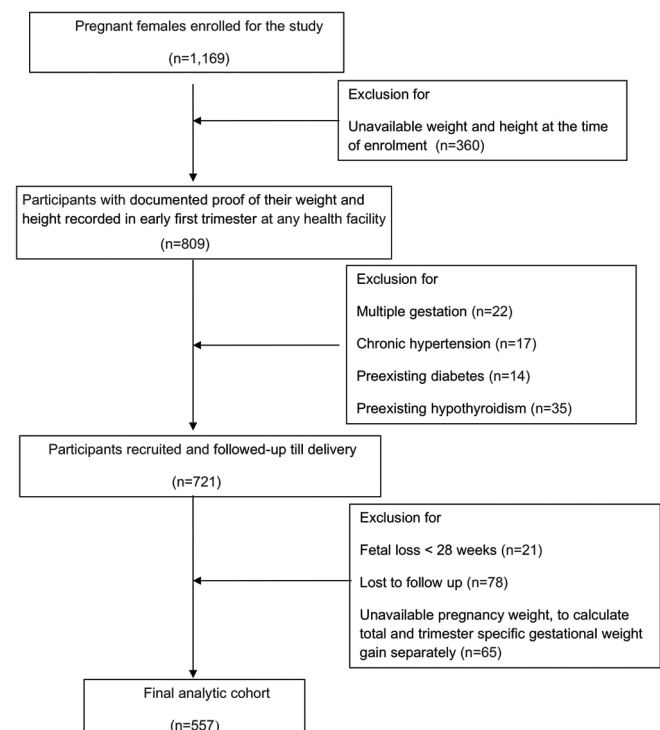 Pregnant females enrolled for the study
(n=1,169)
Exclusion for
Unavailable weight and height at the time
of enrolment (n=360)
Participants with documented proof of their weight and
height recorded in early first trimester at any health facility
(n=809)
Exclusion for
Multiple gestation (n=22)
Chronic hypertension (n=17)
Preexisting diabetes (n=14)
Preexisting hypothyroidism (n=35)
Participants recruited and followed-up till delivery
(n=721)
Exclusion for
Fetal loss < 28 weeks (n=21)
Lost to follow up (n=78)
Unavailable pregnancy weight, to calculate
total and trimester specific gestational weight
gain separately (n=65)
Final analytic cohort
(n=557)